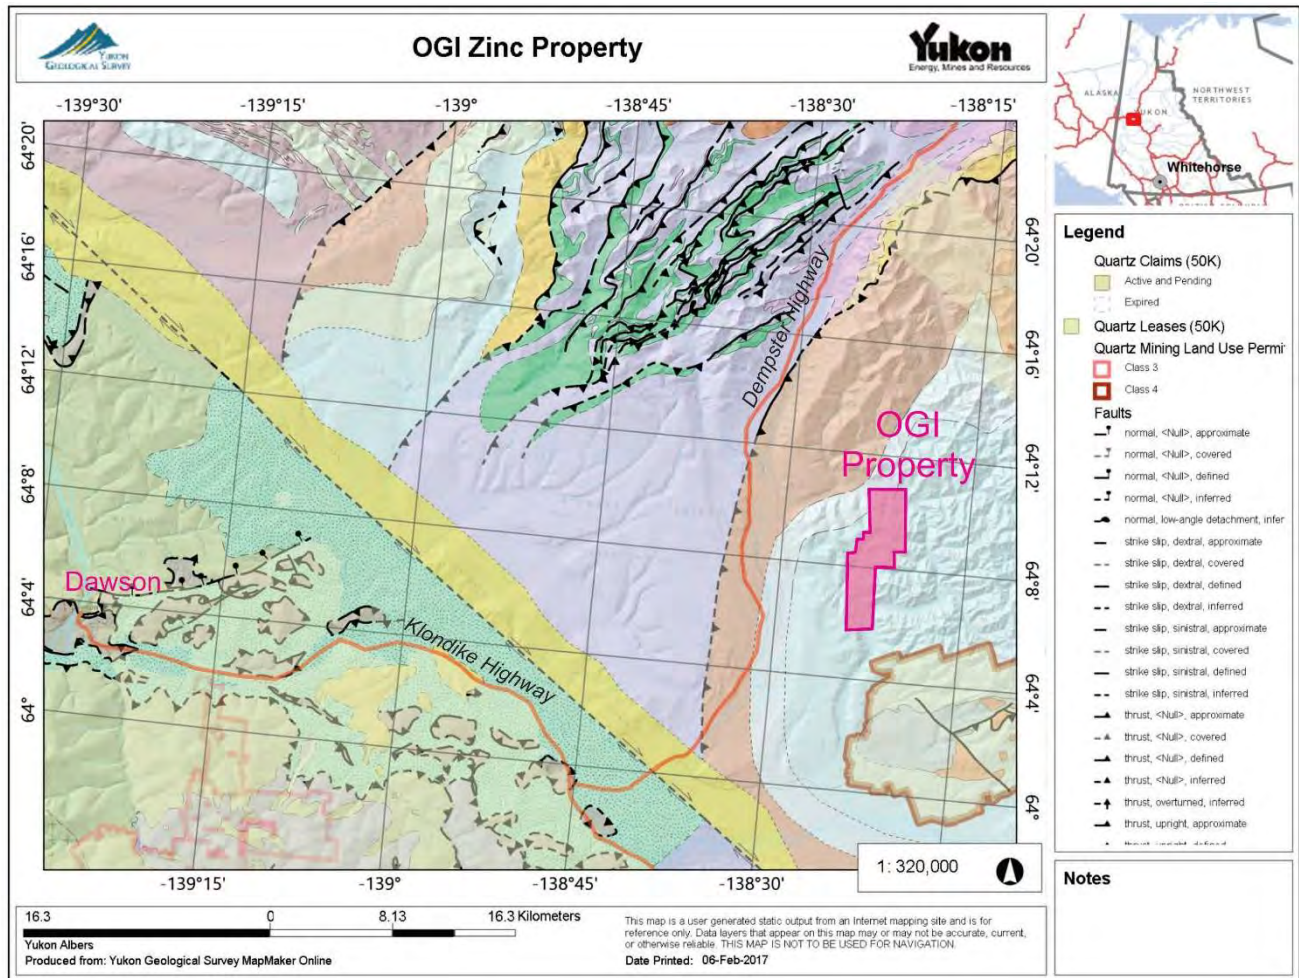 YUKON
GEOLOGICAL SURVEY
OGI Zinc Property
Yukon
Energy, Mines and Resources
-139°30'
-139°15'
-139°
-138°45'
-138°30'
-138°15'
64°20'
64°16'
64°12'
64°8'
64°4'
64°
64°20'
64°16'
64°12'
64°8'
64°4'
64°
Dempster Highway
OGI
Property
Dawson
Klondike Highway
1: 320,000
-139°15'
-139°
-138°45'
-138°30'
ALASKA
NORTHWEST
TERRITORIES
YUKON
Whitehorse
Legend
Quartz Claims (50K)
Active and Pending
Expired
Quartz Leases (50K)
Quartz Mining Land Use Permi
Class 3
Class 4
Faults
normal, <Null>, approximate
normal, <Null>, covered
normal, <Null>, defined
normal, <Null>, inferred
normal, low-angle detachment, infer
strike slip, dextral, approximate
strike slip, dextral, covered
strike slip, dextral, defined
strike slip, dextral, inferred
strike slip, sinistral, approximate
strike slip, sinistral, covered
strike slip, sinistral, defined
strike slip, sinistral, inferred
thrust, <Null>, approximate
thrust, <Null>, covered
thrust, <Null>, defined
thrust, <Null>, inferred
thrust, overturned, inferred
thrust, upright, approximate
thrust, upright, defined
Notes
16.3 0 8.13 16.3 Kilometers
Yukon Albers
Produced from: Yukon Geological Survey MapMaker Online
This map is a user generated static output from an Internet mapping site and is for
reference only. Data layers that appear on this map may or may not be accurate, current,
or otherwise reliable. THIS MAP IS NOT TO BE USED FOR NAVIGATION.
Date Printed: 06-Feb-2017